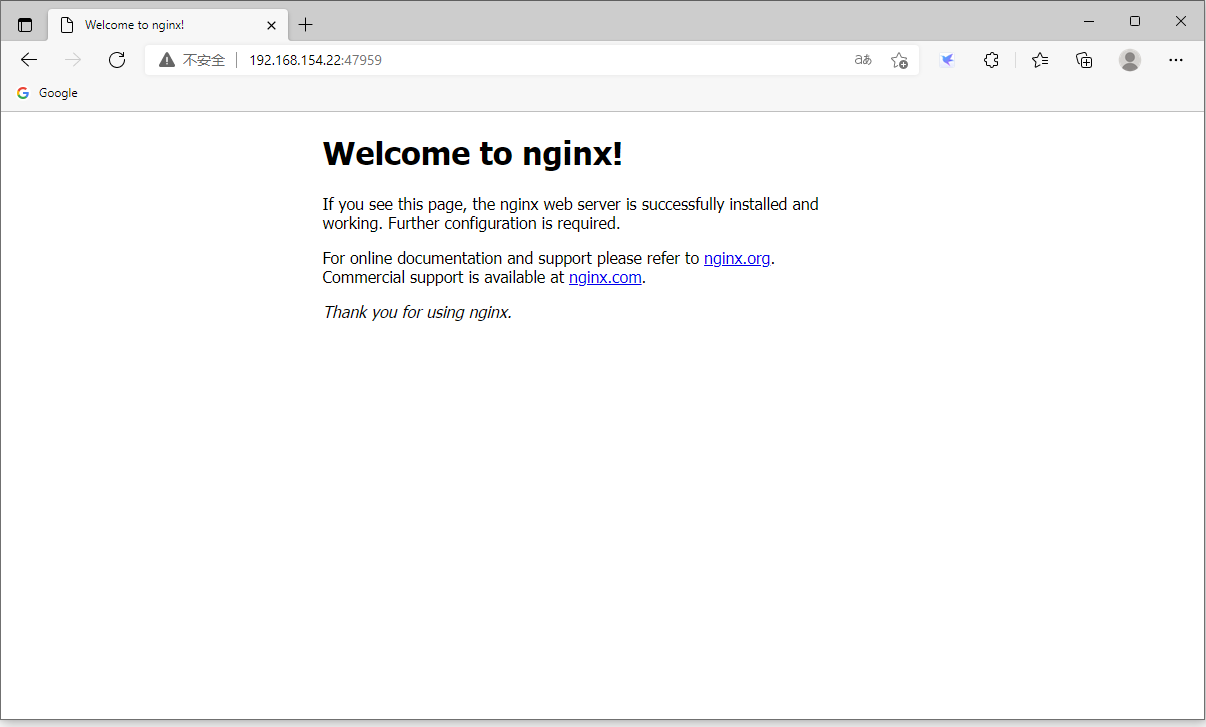 Welcome to nginx!
不安全 192.168.154.22:47959
Google
Welcome to nginx!
If you see this page, the nginx web server is successfully installed and
working. Further configuration is required.
For online documentation and support please refer to nginx.org.
Commercial support is available at nginx.com.
Thank you for using nginx.